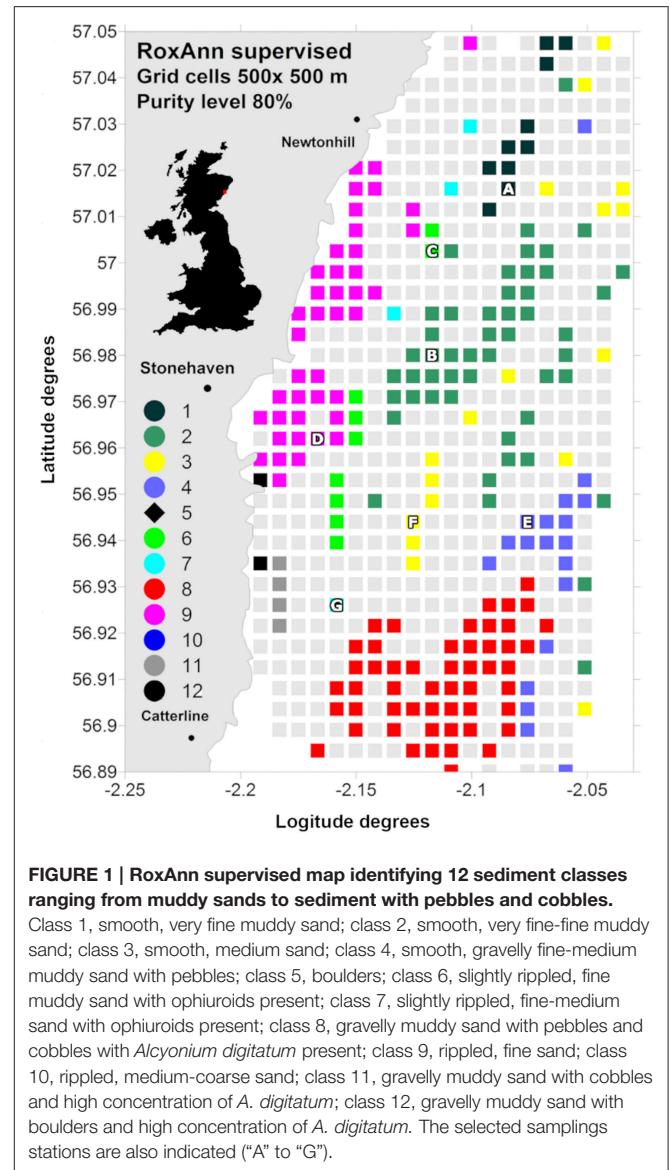 RoxAnn supervised
Grid cells 500x 500 m
Purity level 80%
57.05
57.04
57.03
57.02
57.01
57
56.99
56.98
56.97
56.96
56.95
56.94
56.93
56.92
56.91
56.9
56.89
Latitude degrees
Newtonhill
Stonehaven
Catterline
1
2
3
4
5
6
7
8
9
10
11
12
A
C
B
D
F
E
G
-2.25
-2.2
-2.15
-2.1
-2.05
Logitude degrees
FIGURE 1 | RoxAnn supervised map identifying 12 sediment classes
ranging from muddy sands to sediment with pebbles and cobbles.
Class 1, smooth, very fine muddy sand; class 2, smooth, very fine-fine muddy
sand; class 3, smooth, medium sand; class 4, smooth, gravelly fine-medium
muddy sand with pebbles; class 5, boulders; class 6, slightly rippled, fine
muddy sand with ophiuroids present; class 7, slightly rippled, fine-medium
sand with ophiuroids present; class 8, gravelly muddy sand with pebbles and
cobbles with Alcyonium digitatum present; class 9, rippled, fine sand; class
10, rippled, medium-coarse sand; class 11, gravelly muddy sand with cobbles
and high concentration of A. digitatum; class 12, gravelly muddy sand with
boulders and high concentration of A. digitatum. The selected samplings
stations are also indicated ("A" to "G").